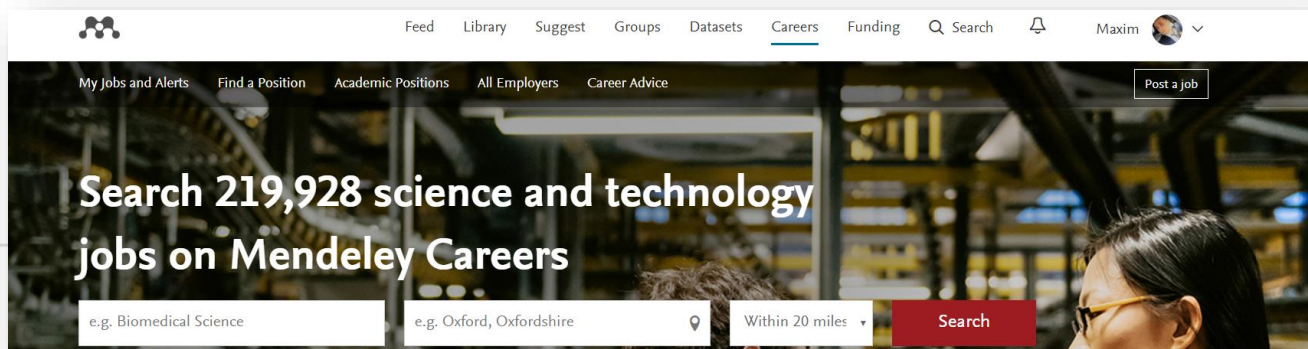 Feed Library Suggest Groups Datasets Careers Funding Search Maxim
My Jobs and Alerts Find a Position Academic Positions All Employers Career Advice Post a job
Search 219,928 science and technology
jobs on Mendeley Careers
e.g. Biomedical Science e.g. Oxford, Oxfordshire Within 20 miles Search